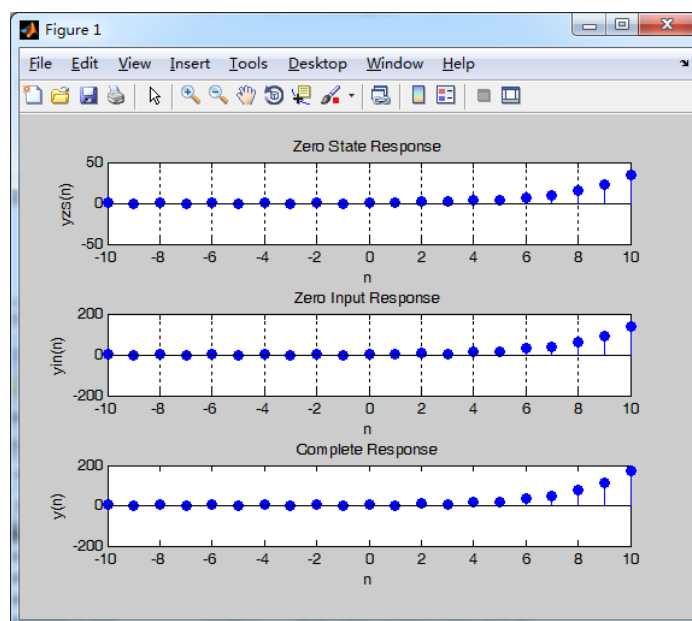 Figure 1
File Edit View Insert Tools Desktop Window Help
Zero State Response
50
0
-50
yzs(n)
-10 -8 -6 -4 -2 0 2 4 6 8 10
n
Zero Input Response
200
0
-200
yin(n)
-10 -8 -6 -4 -2 0 2 4 6 8 10
n
Complete Response
200
0
-200
y(n)
-10 -8 -6 -4 -2 0 2 4 6 8 10
n